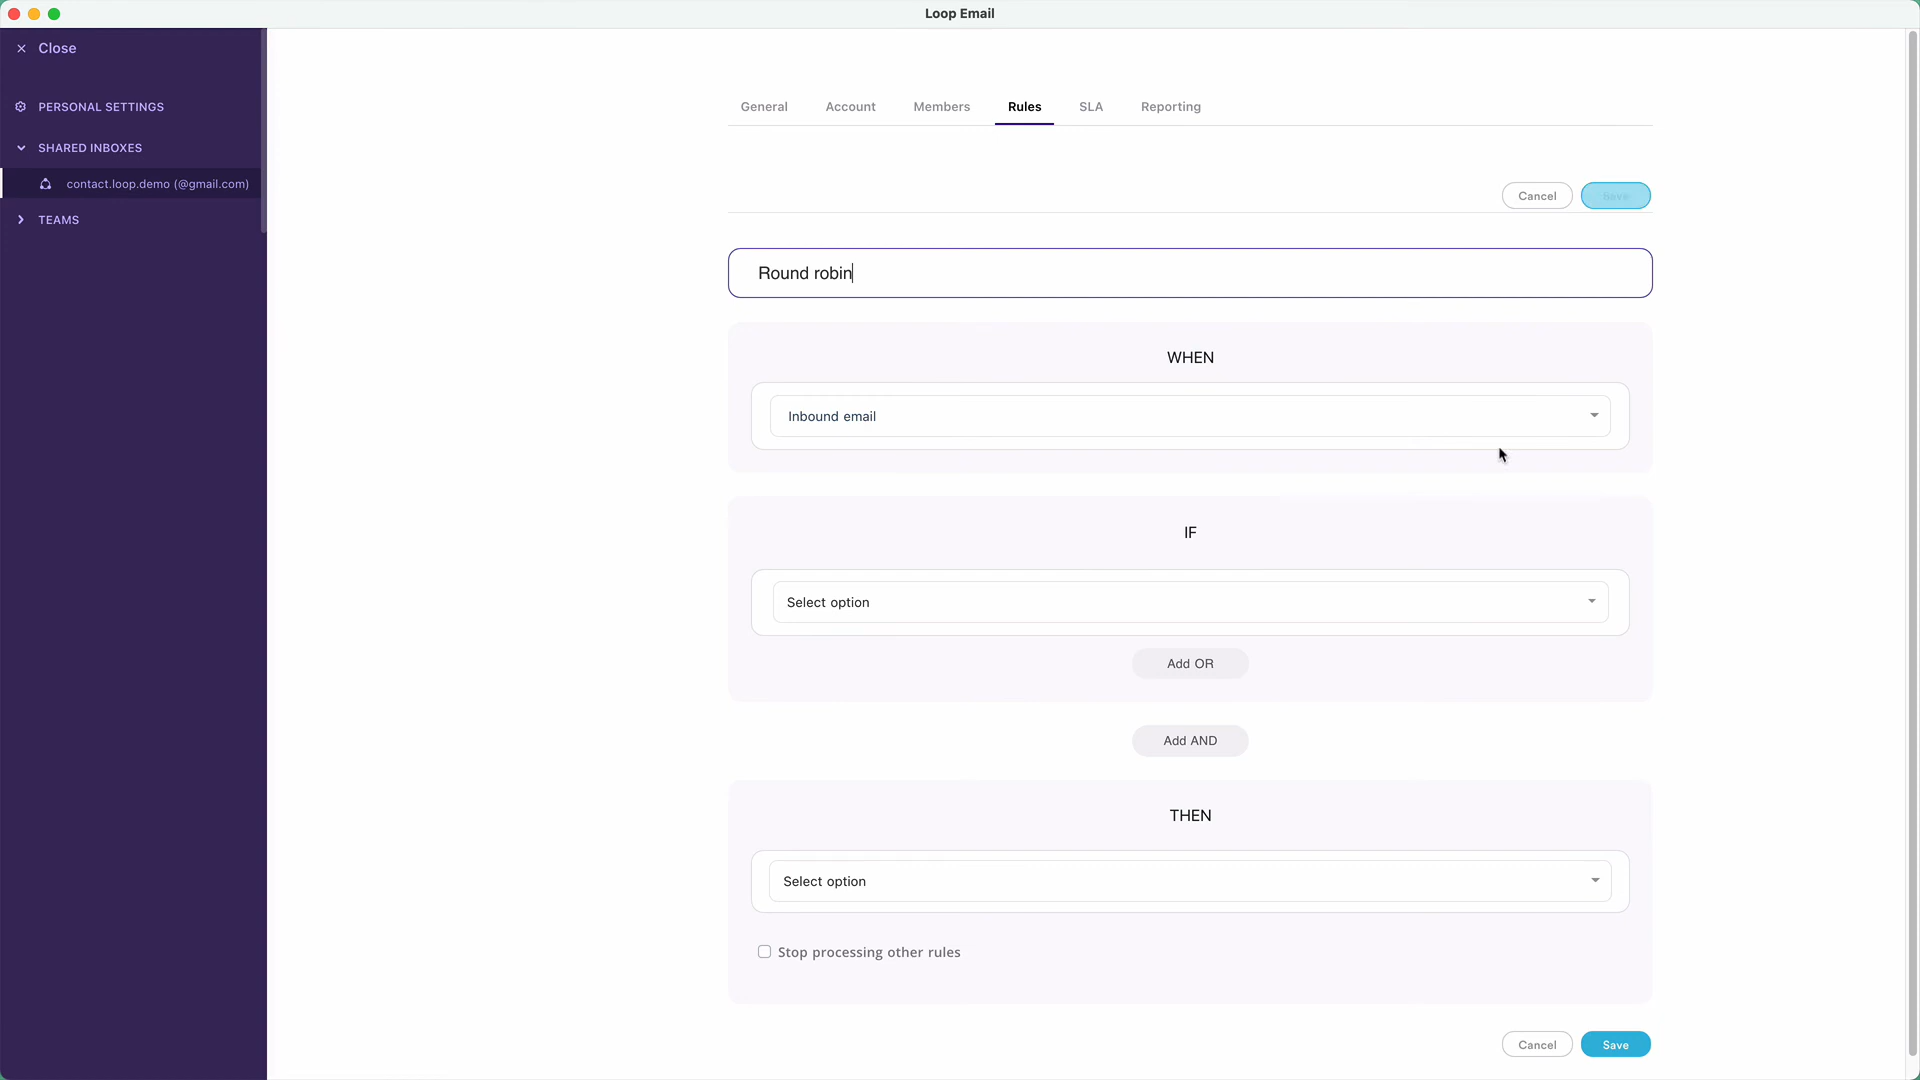 Loop Email
Close
PERSONAL SETTINGS
SHARED INBOXES
contact.loop.demo (@gmail.com)
TEAMS
General Account Members Rules SLA Reporting
Cancel Save
Round robin
WHEN
Inbound email
IF
Select option
Add OR
Add AND
THEN
Select option
Stop processing other rules
Cancel Save